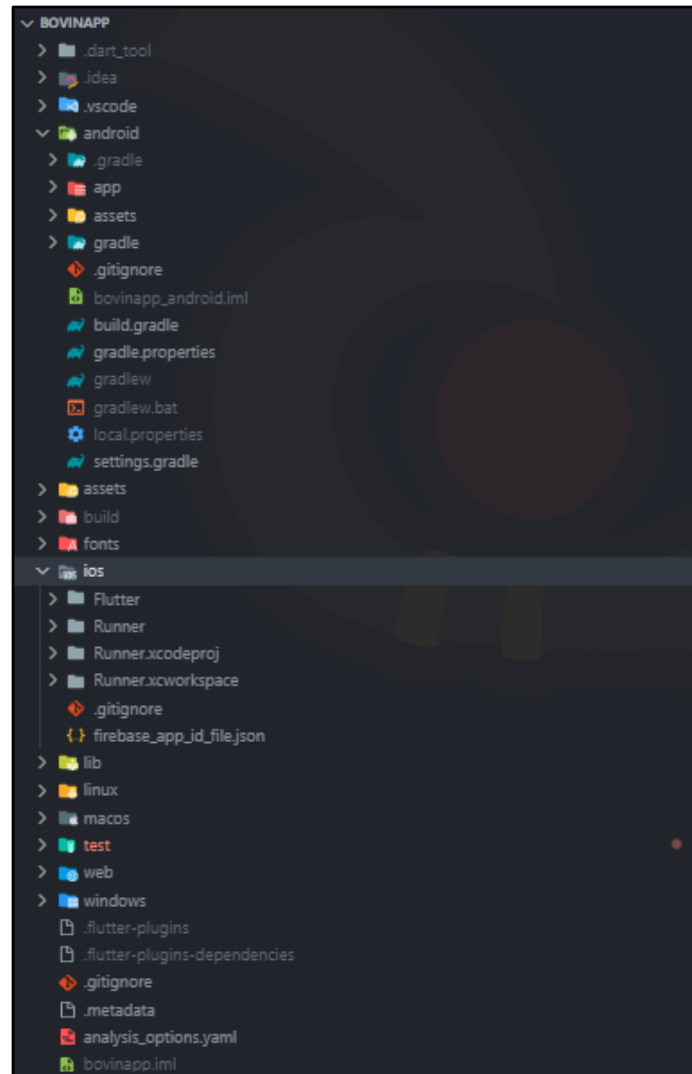 BOVINAPP
.dart_tool
.idea
.vscode
android
.gradle
app
assets
gradle
.gitignore
bovinapp_android.iml
build.gradle
gradle.properties
gradlew
gradlew.bat
local.properties
settings.gradle
assets
build
fonts
ios
Flutter
Runner
Runner.xcodeproj
Runner.xcworkspace
.gitignore
firebase_app_id_file.json
lib
linux
macos
test
web
windows
.flutter-plugins
.flutter-plugins-dependencies
.gitignore
.metadata
analysis_options.yaml
bovinapp.iml